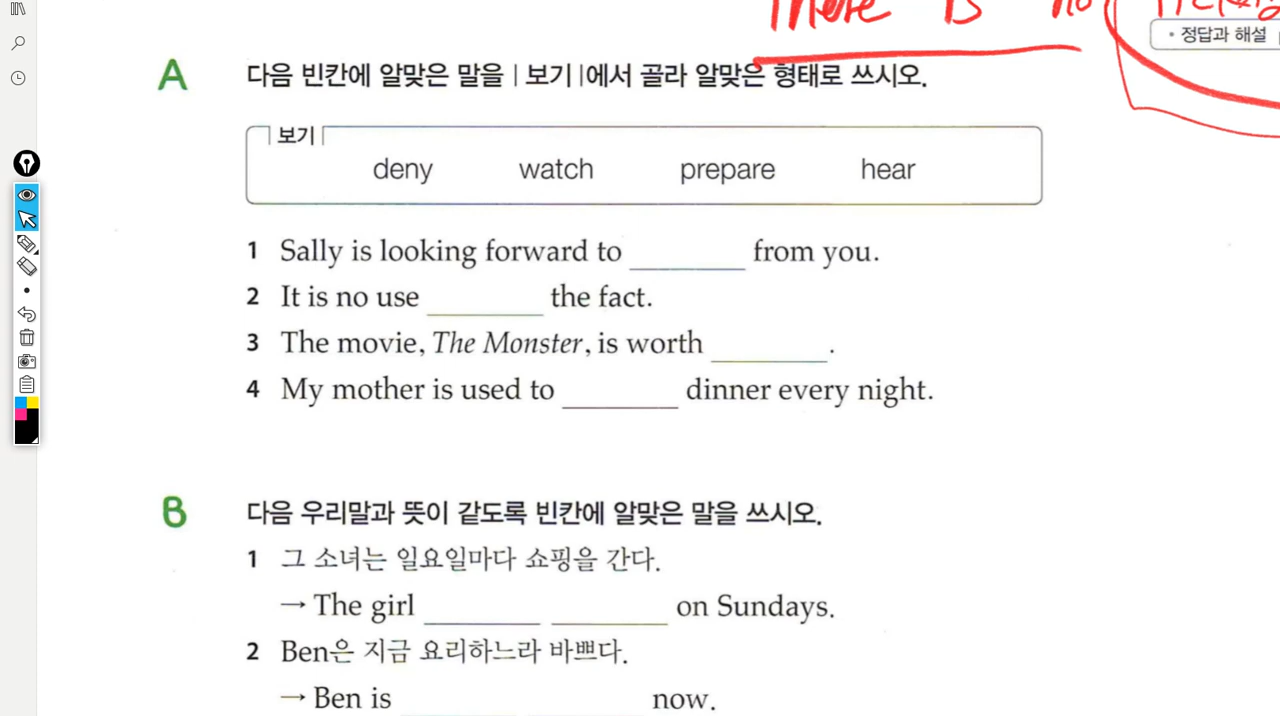 There is no
• 정답과 해설
A 다음 빈칸에 알맞은 말을 | 보기 |에서 골라 알맞은 형태로 쓰시오.
| 보기 |
deny watch prepare hear
1 Sally is looking forward to ________ from you.
2 It is no use ________ the fact.
3 The movie, The Monster, is worth ________.
4 My mother is used to ________ dinner every night.
B 다음 우리말과 뜻이 같도록 빈칸에 알맞은 말을 쓰시오.
1 그 소녀는 일요일마다 쇼핑을 간다.
→ The girl ________ ________ on Sundays.
2 Ben은 지금 요리하느라 바쁘다.
→ Ben is ________ ________ now.